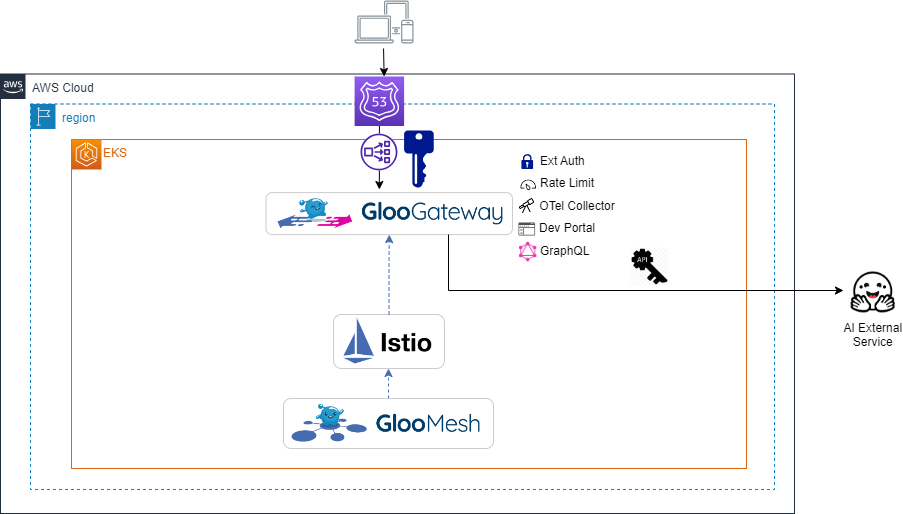 aws
AWS Cloud
53
region
EKS
Ext Auth
Rate Limit
GlooGateway
OTel Collector
Dev Portal
GraphQL
API
AI External
Service
Istio
GlooMesh